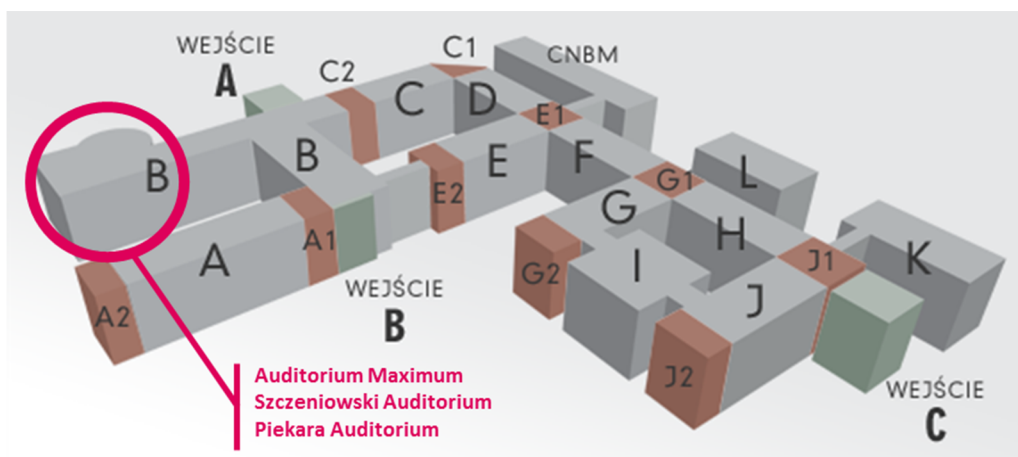 WEJŚCIE
A
C2
C1
CNBM
C
D
E1
B
B
E
F
E2
G1
L
G
A1
A
H
I
G2
J1
K
J
A2
WEJŚCIE
B
J2
WEJŚCIE
C
Auditorium Maximum
Szczeniowski Auditorium
Piekara Auditorium